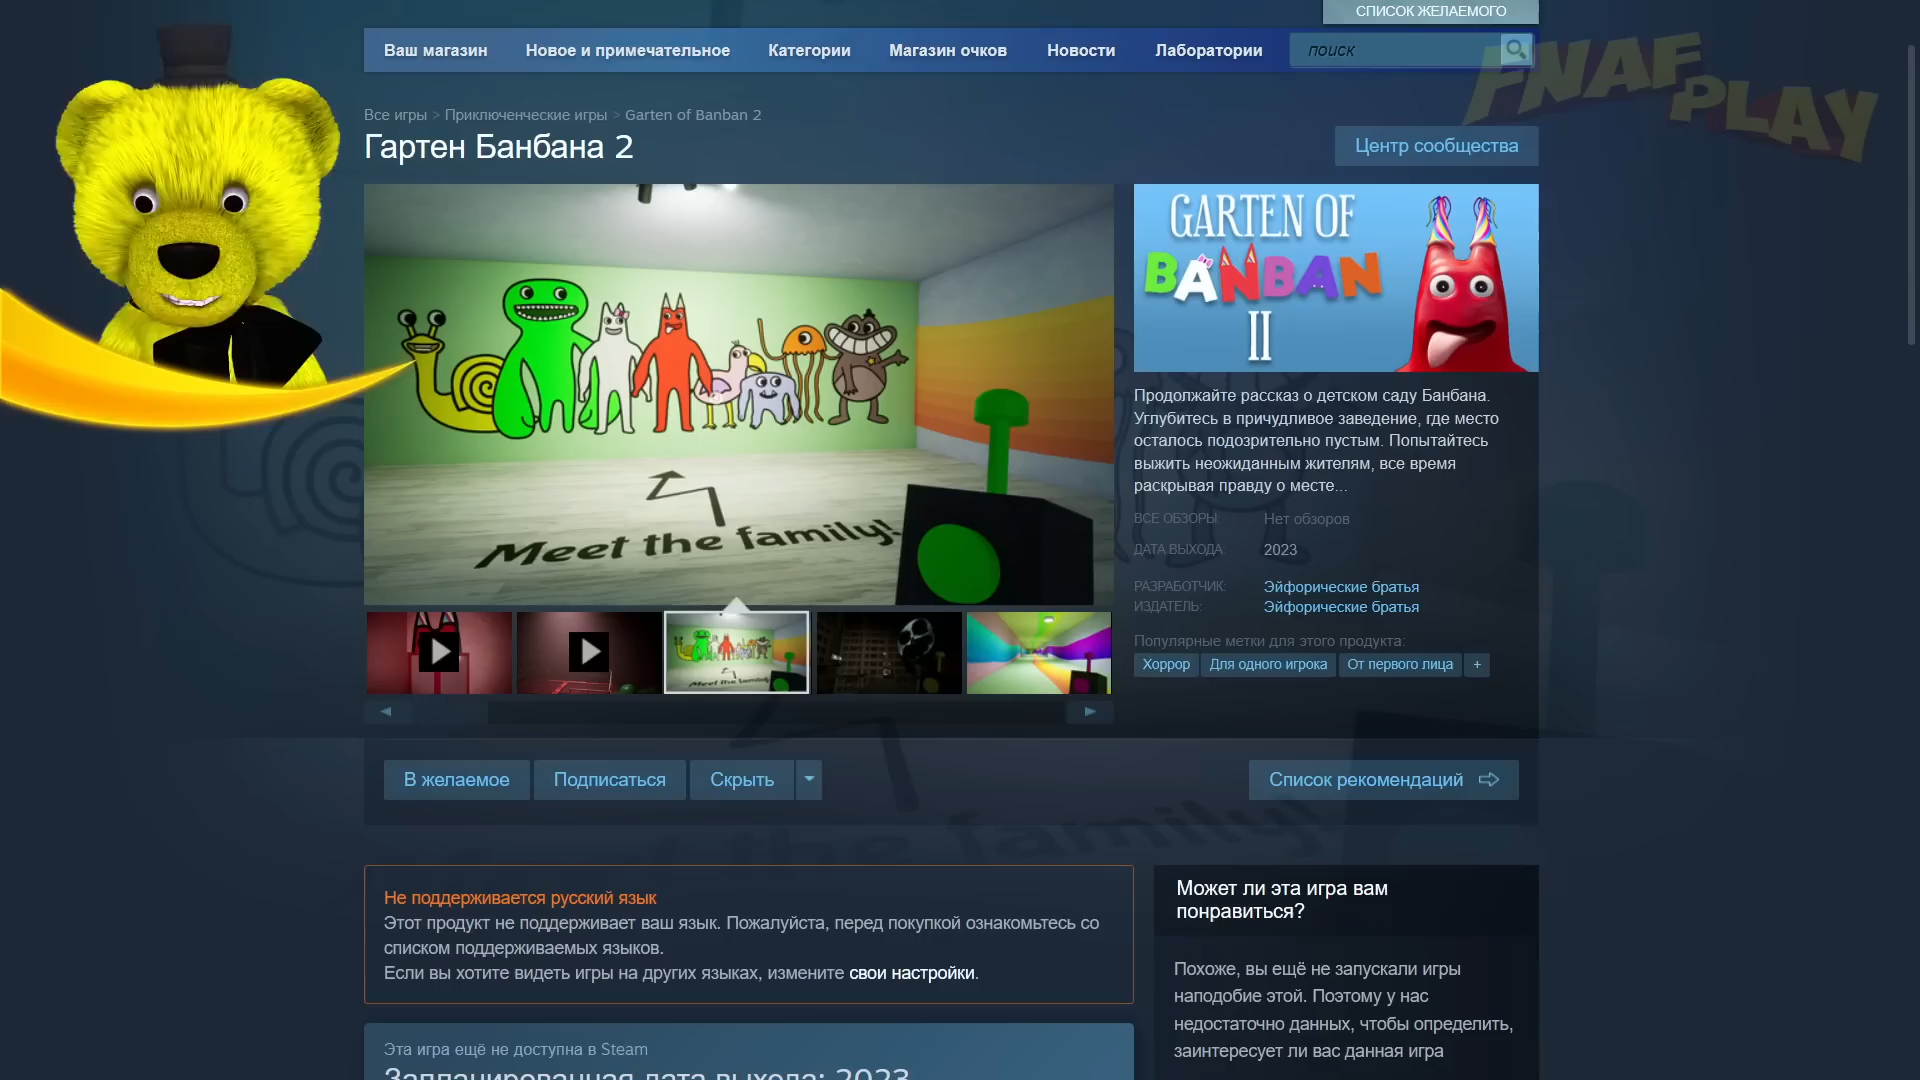 СПИСОК ЖЕЛАЕМОГО
Ваш магазин Новое и примечательное Категории Магазин очков Новости Лаборатории поиск
FNAF PLAY
Все игры > Приключенческие игры > Garten of Banban 2
Гартен Банбана 2
Центр сообщества
Meet the family!
GARTEN OF
BANBAN
II
Продолжайте рассказ о детском саду Банбана.
Углубитесь в причудливое заведение, где место
осталось подозрительно пустым. Попытайтесь
выжить неожиданным жителям, все время
раскрывая правду о месте...
ВСЕ ОБЗОРЫ: Нет обзоров
ДАТА ВЫХОДА: 2023
РАЗРАБОТЧИК: Эйфорические братья
ИЗДАТЕЛЬ: Эйфорические братья
Популярные метки для этого продукта:
Хоррор Для одного игрока От первого лица +
Meet the family
В желаемое Подписаться Скрыть
Список рекомендаций
Не поддерживается русский язык
Этот продукт не поддерживает ваш язык. Пожалуйста, перед покупкой ознакомьтесь со
списком поддерживаемых языков.
Если вы хотите видеть игры на других языках, измените свои настройки.
Может ли эта игра вам
понравиться?
Похоже, вы ещё не запускали игры
наподобие этой. Поэтому у нас
недостаточно данных, чтобы определить,
заинтересует ли вас данная игра
Эта игра ещё не доступна в Steam
Запланированная дата выхода: 2023